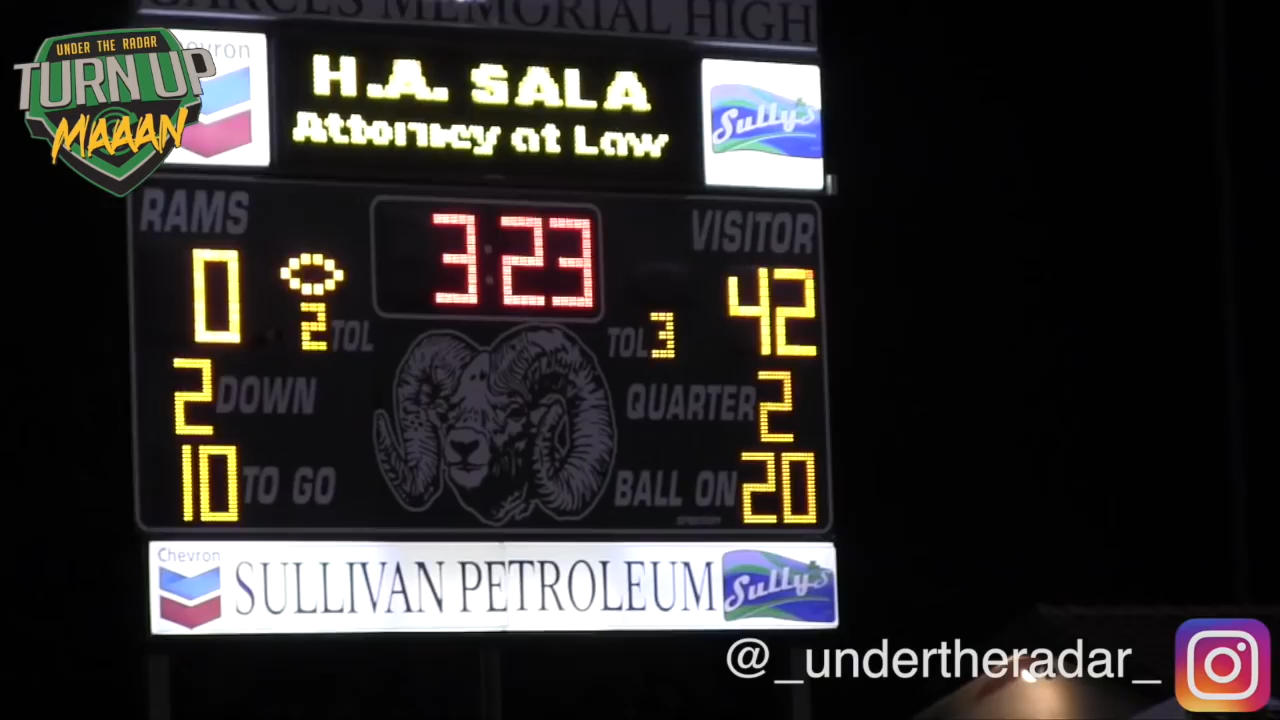 GARCES MEMORIAL HIGH
UNDER THE RADAR
TURN UP
MAAAN
Chevron
H.A. SALA
Attorney at Law
Sully's
RAMS
3:23
VISITOR
0
42
2 TOL
TOL 3
2 DOWN
QUARTER 2
10 TO GO
BALL ON 20
Chevron
SULLIVAN PETROLEUM
Sully's
@_undertheradar_